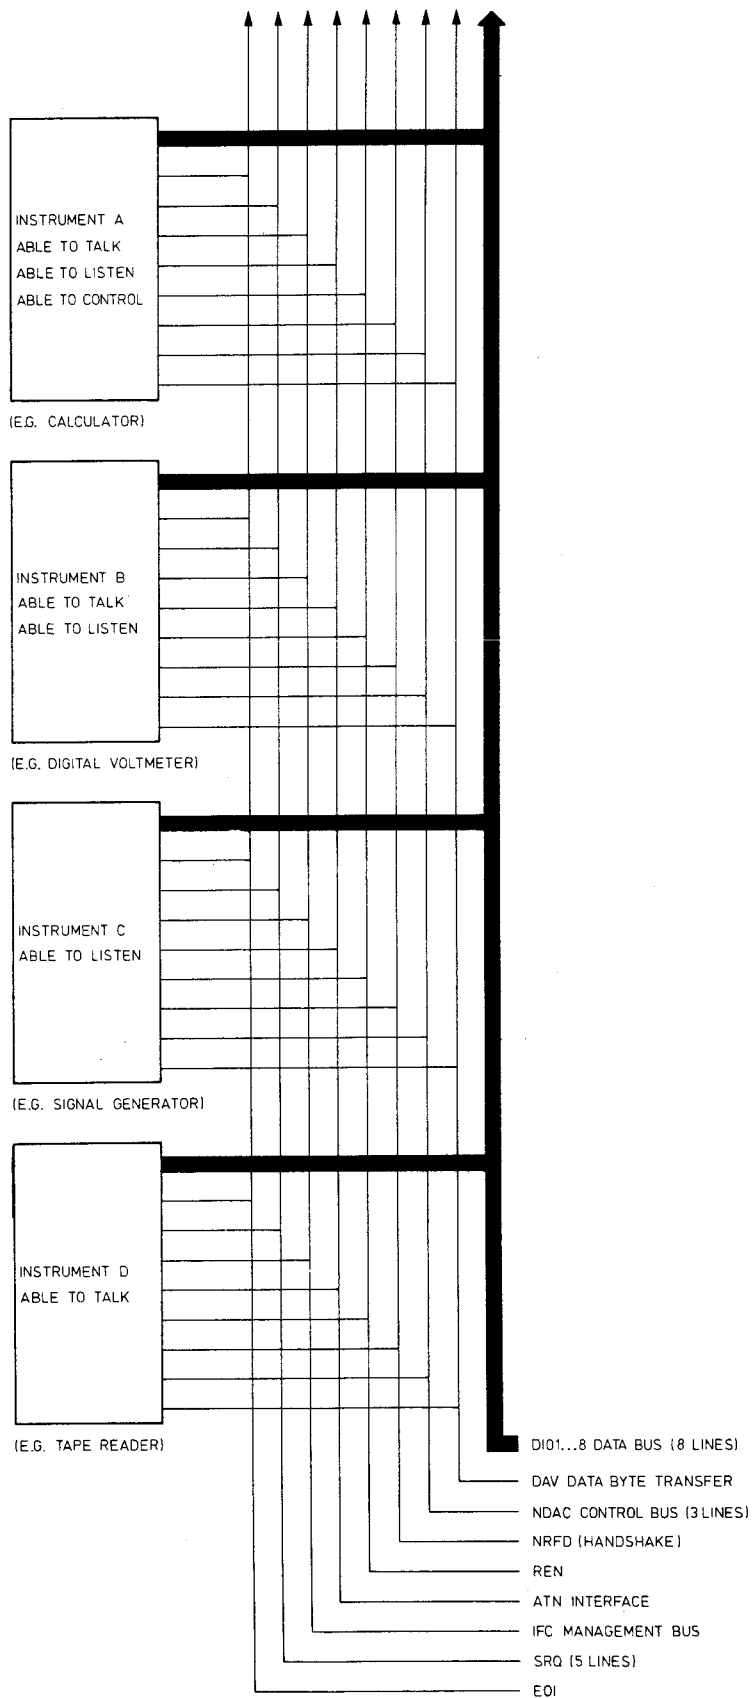 INSTRUMENT A
ABLE TO TALK
ABLE TO LISTEN
ABLE TO CONTROL
(E.G. CALCULATOR)
INSTRUMENT B
ABLE TO TALK
ABLE TO LISTEN
(E.G. DIGITAL VOLTMETER)
INSTRUMENT C
ABLE TO LISTEN
(E.G. SIGNAL GENERATOR)
INSTRUMENT D
ABLE TO TALK
(E.G. TAPE READER)
DIO1...8 DATA BUS (8 LINES)
DAV DATA BYTE TRANSFER
NDAC CONTROL BUS (3 LINES)
NRFD (HANDSHAKE)
REN
ATN INTERFACE
IFC MANAGEMENT BUS
SRQ (5 LINES)
EOI